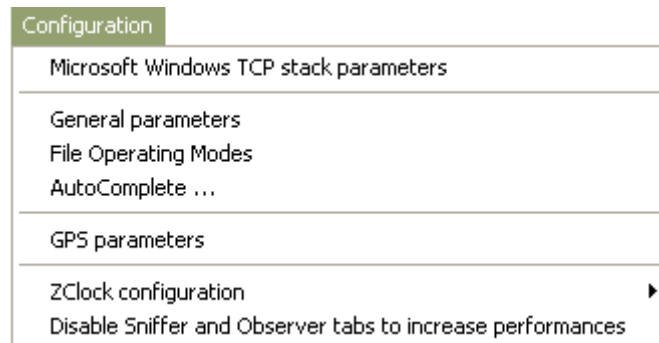 Configuration
Microsoft Windows TCP stack parameters
General parameters
File Operating Modes
AutoComplete ...
GPS parameters
ZClock configuration
Disable Sniffer and Observer tabs to increase performances